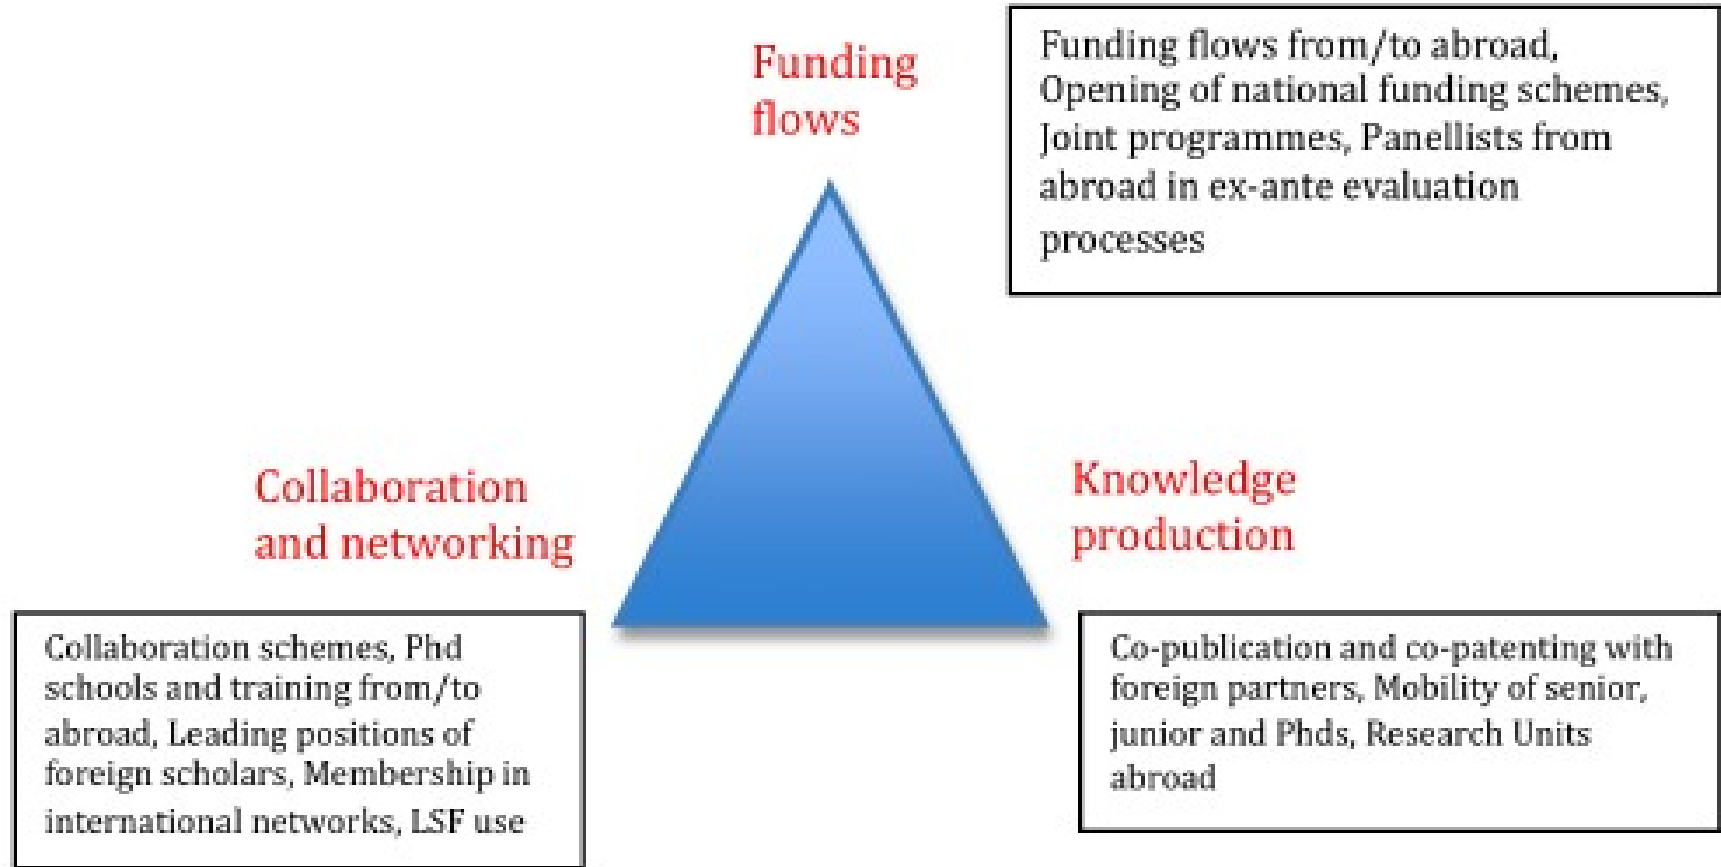 Funding
flows
Funding flows from/to abroad,
Opening of national funding schemes,
Joint programmes, Panellists from
abroad in ex-ante evaluation
processes
Collaboration
and networking
Collaboration schemes, Phd
schools and training from/to
abroad, Leading positions of
foreign scholars, Membership in
international networks, LSF use
Knowledge
production
Co-publication and co-patenting with
foreign partners, Mobility of senior,
junior and Phds, Research Units
abroad